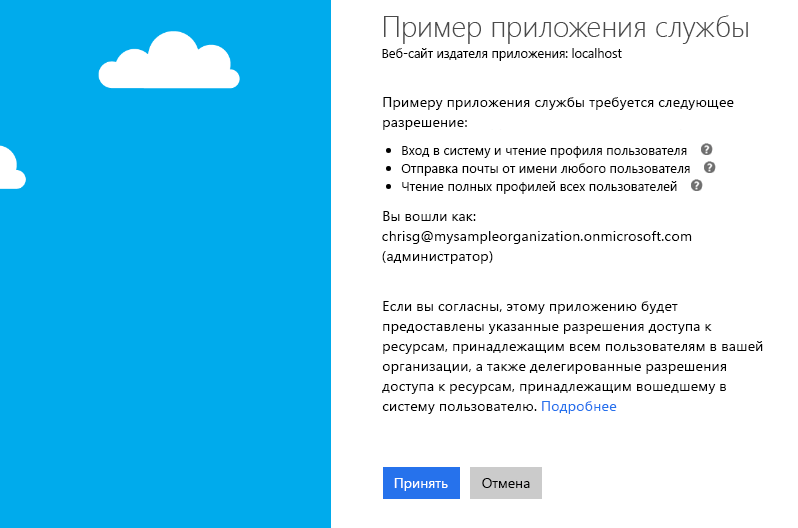 Пример приложения службы
Веб-сайт издателя приложения: localhost
Примеру приложения службы требуется следующее
разрешение:
Вход в систему и чтение профиля пользователя
Отправка почты от имени любого пользователя
Чтение полных профилей всех пользователей
Вы вошли как:
chrisg@mysampleorganization.onmicrosoft.com
(администратор)
Если вы согласны, этому приложению будет
предоставлены указанные разрешения доступа к
ресурсам, принадлежащим всем пользователям в вашей
организации, а также делегированные разрешения
доступа к ресурсам, принадлежащим вошедшему в
систему пользователю. Подробнее
Принять Отмена